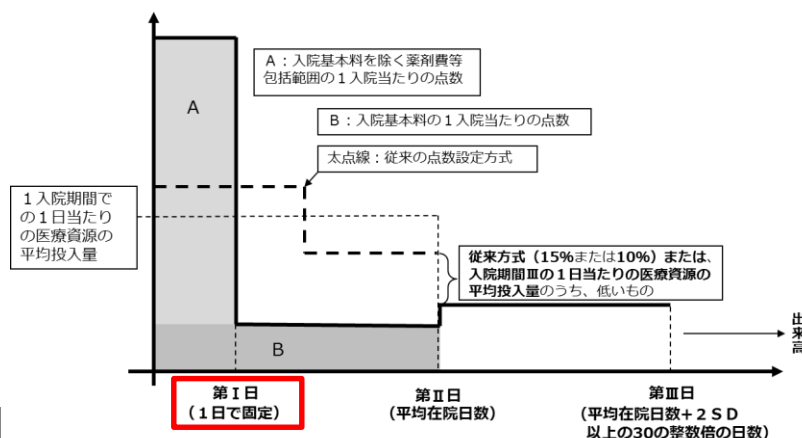 A：入院基本料を除く薬剤費等
包括範囲の１入院当たりの点数
A
B：入院基本料の１入院当たりの点数
太点線：従来の点数設定方式
１入院期間で
の１日当たり
の医療資源の
平均投入量
従来方式（15%または10%）または、
入院期間Ⅲの１日当たりの医療資源の
平均投入量のうち、低いもの
出来高
B
第Ⅰ日
（１日で固定）
第Ⅱ日
（平均在院日数）
第Ⅲ日
（平均在院日数+２ＳＤ
以上の30の整数倍の日数）